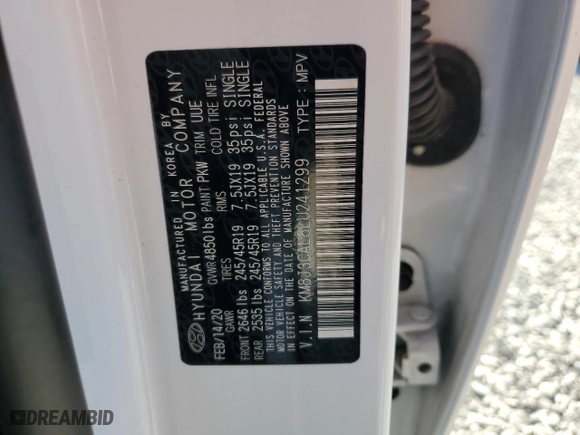 MANUFACTURED IN KOREA BY
HYUNDAI MOTOR COMPANY
FEB/14/20 GVWR 4850 lbs PAINT PKW TRIM UUE
GAWR TIRES RIMS COLD TIRE INFL
FRONT 2646 lbs 245/45R19 7.5JX19 35psi SINGLE
REAR 2535 lbs 245/45R19 7.5JX19 35psi SINGLE
THIS VEHICLE CONFORMS TO ALL APPLICABLE U.S.A. FEDERAL
MOTOR VEHICLE SAFETY, BUMPER AND THEFT PREVENTION STANDARDS
IN EFFECT ON THE DATE OF MANUFACTURE SHOWN ABOVE
V.I.N TYPE : MPV
DREAMBID